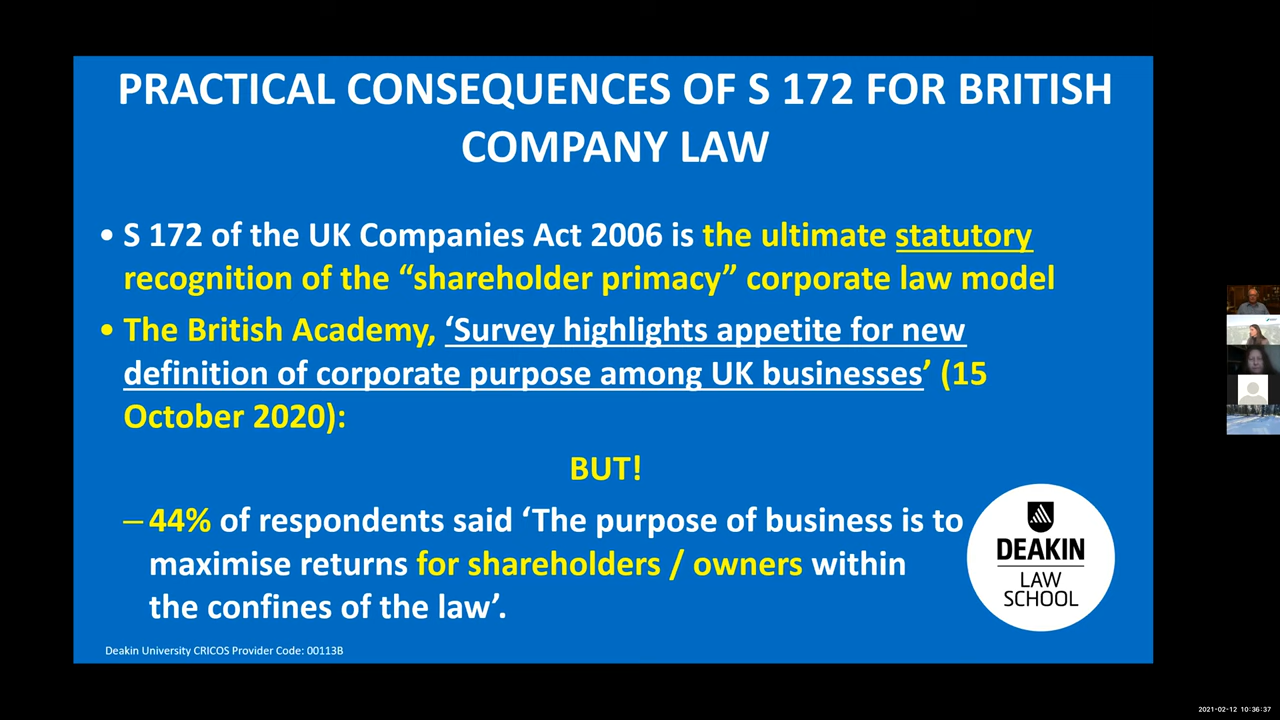 PRACTICAL CONSEQUENCES OF S 172 FOR BRITISH
COMPANY LAW
• S 172 of the UK Companies Act 2006 is the ultimate statutory
recognition of the “shareholder primacy” corporate law model
• The British Academy, ‘Survey highlights appetite for new
definition of corporate purpose among UK businesses’ (15
October 2020):
BUT!
– 44% of respondents said ‘The purpose of business is to
maximise returns for shareholders / owners within
the confines of the law’.
DEAKIN
LAW
SCHOOL
Deakin University CRICOS Provider Code: 00113B
2021-02-12 10:36:37